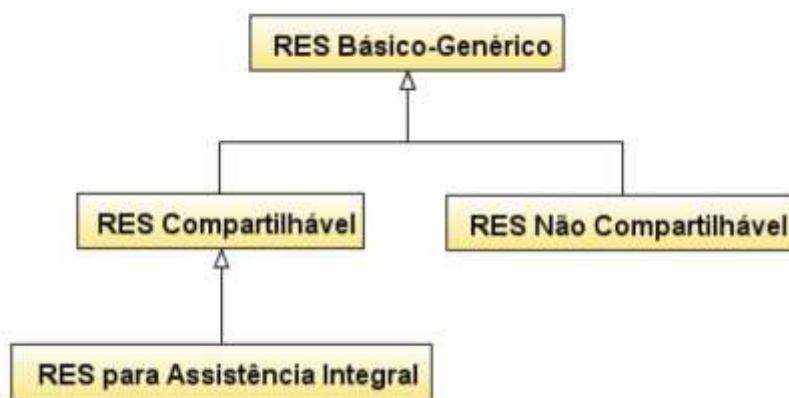 RES Básico-Genérico
RES Compartilhável
RES Não Compartilhável
RES para Assistência Integral